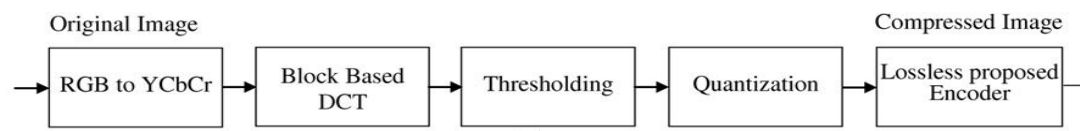 Original Image
Compressed Image
RGB to YCbCr
Block Based
DCT
Thresholding
Quantization
Lossless proposed
Encoder